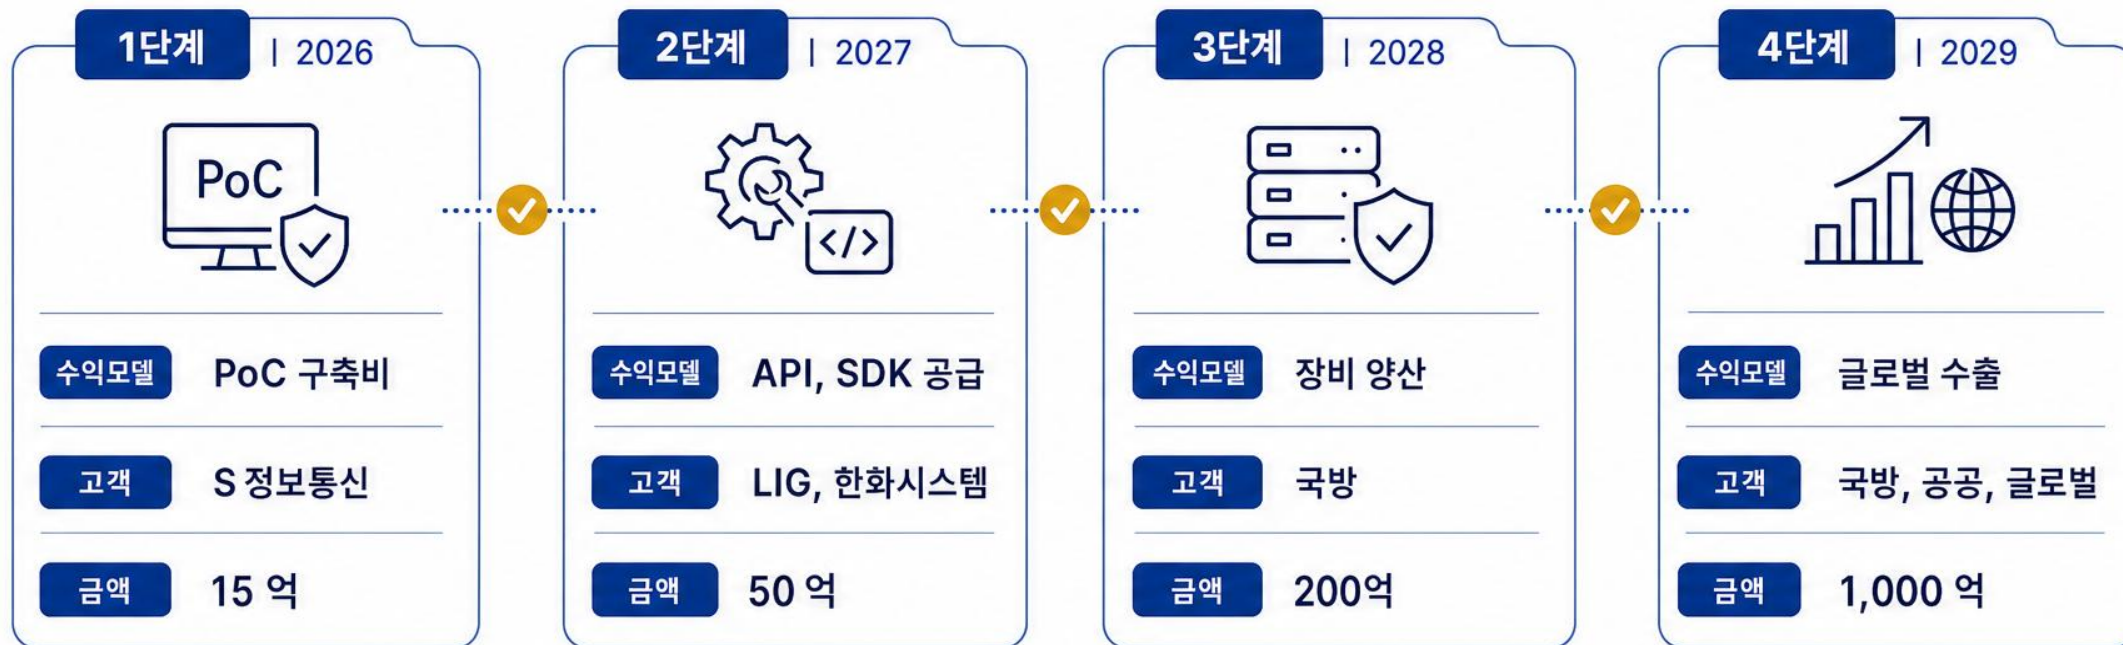 1단계 | 2026
PoC
수익모델 PoC 구축비
고객 S 정보통신
금액 15 억
2단계 | 2027
</>
수익모델 API, SDK 공급
고객 LIG, 한화시스템
금액 50 억
3단계 | 2028
수익모델 장비 양산
고객 국방
금액 200억
4단계 | 2029
수익모델 글로벌 수출
고객 국방, 공공, 글로벌
금액 1,000 억